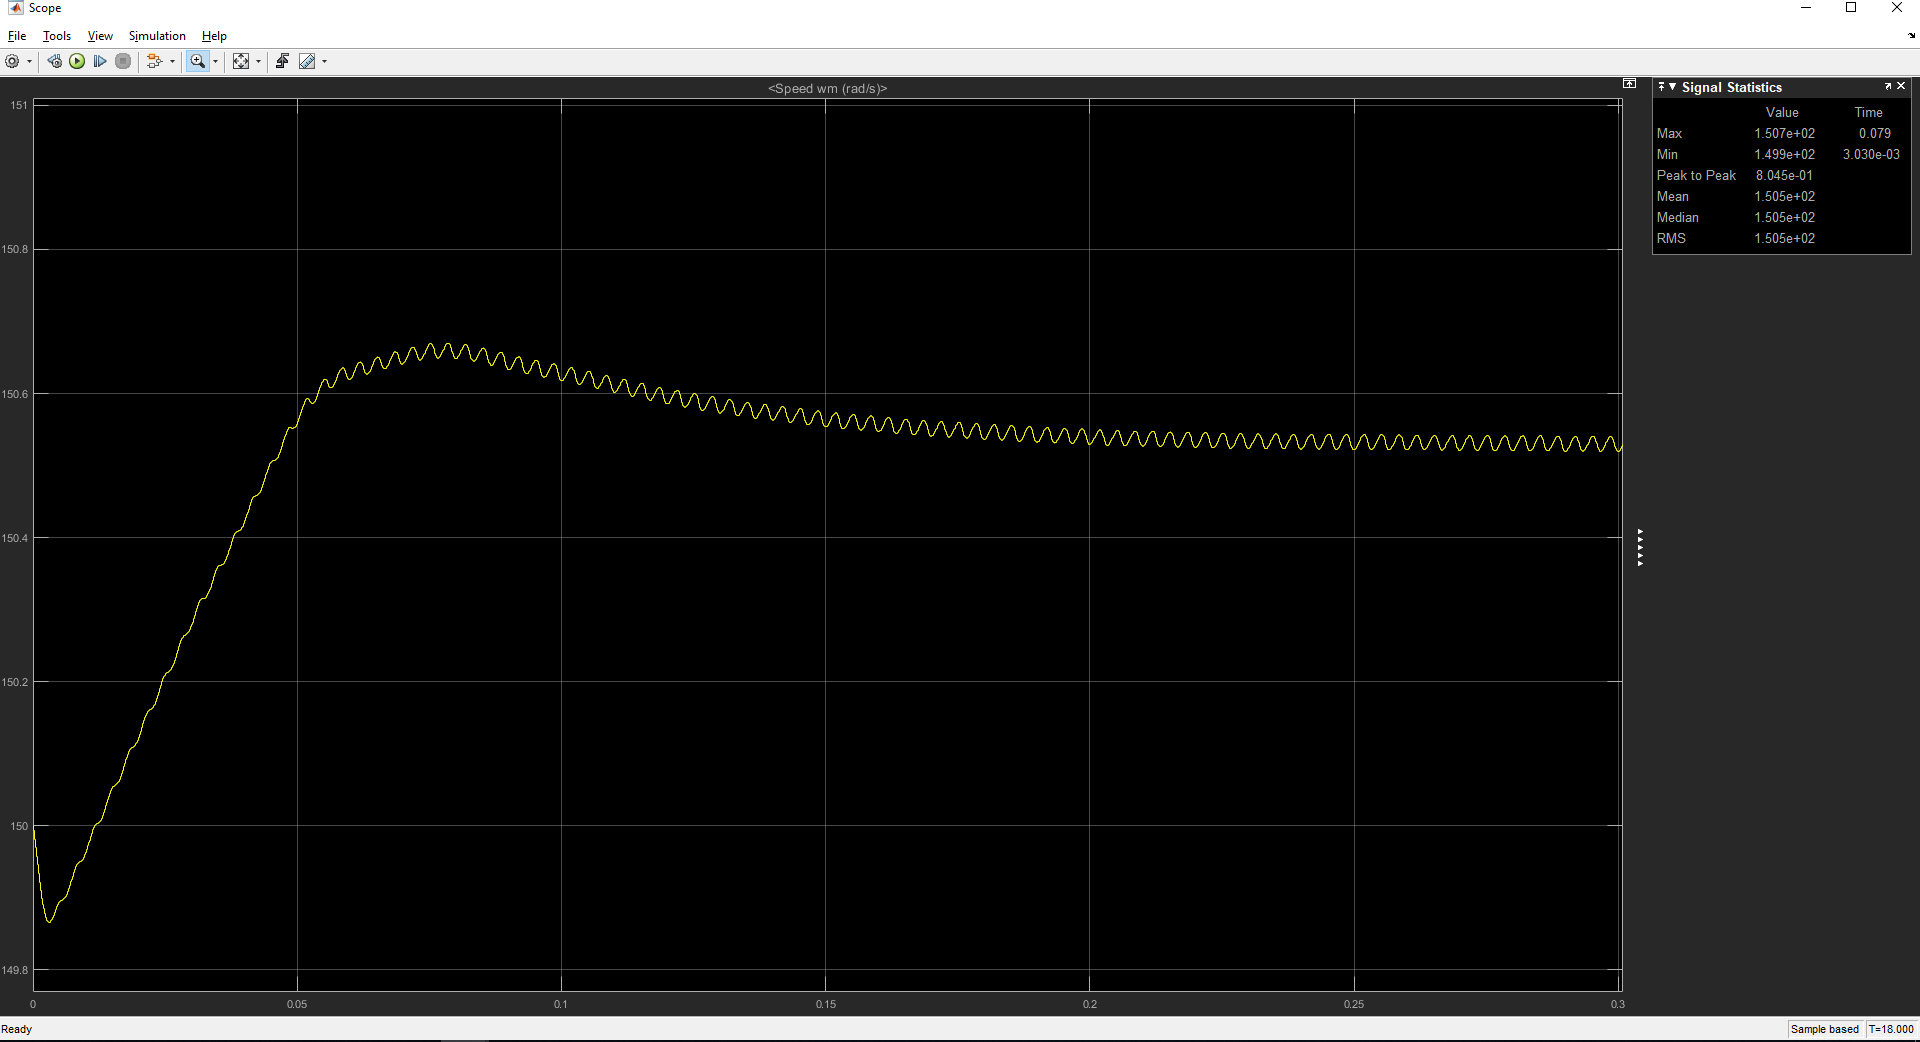 Scope
File Tools View Simulation Help
<Speed wm (rad/s)>
151
150.8
150.6
150.4
150.2
150
149.8
0 0.05 0.1 0.15 0.2 0.25 0.3
Signal Statistics
Value Time
Max 1.507e+02 0.079
Min 1.499e+02 3.030e-03
Peak to Peak 8.045e-01
Mean 1.505e+02
Median 1.505e+02
RMS 1.505e+02
Ready Sample based T=18.000